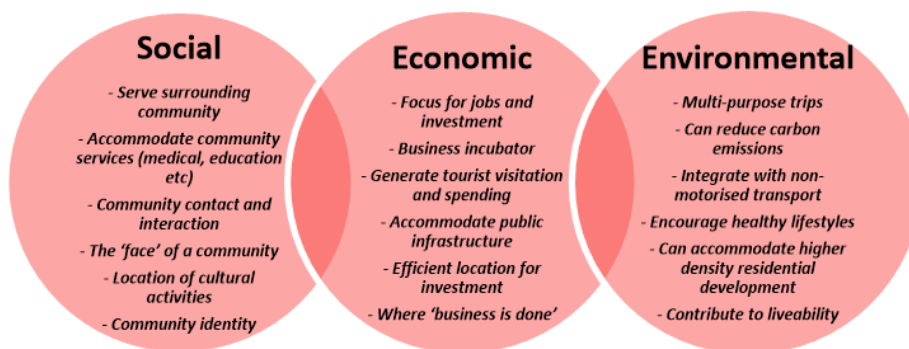 Social
- Serve surrounding
community
- Accommodate community
services (medical, education
etc)
- Community contact and
interaction
- The ‘face’ of a community
- Location of cultural
activities
- Community identity
Economic
- Focus for jobs and
investment
- Business incubator
- Generate tourist visitation
and spending
- Accommodate public
infrastructure
- Efficient location for
investment
- Where ‘business is done’
Environmental
- Multi-purpose trips
- Can reduce carbon
emissions
- Integrate with non-
motorised transport
- Encourage healthy lifestyles
- Can accommodate higher
density residential
development
- Contribute to liveability